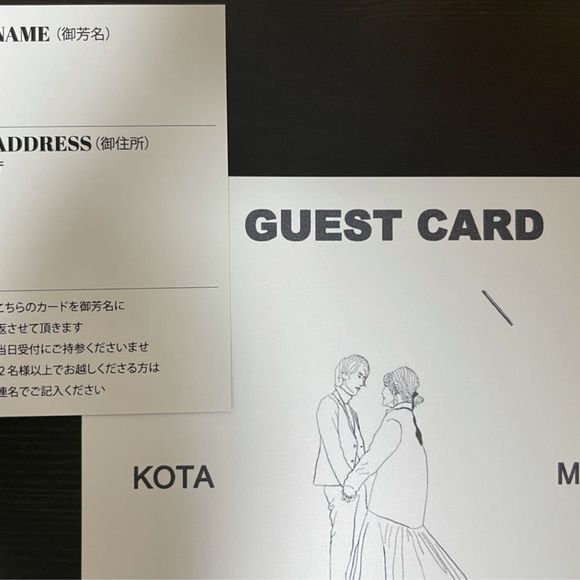 NAME（御芳名）
ADDRESS（御住所）
〒
こちらのカードを御芳名に
返させて頂きます
当日受付にご持参くださいませ
2名様以上でお越しくださる方は
連名でご記入ください
GUEST CARD
KOTA
M